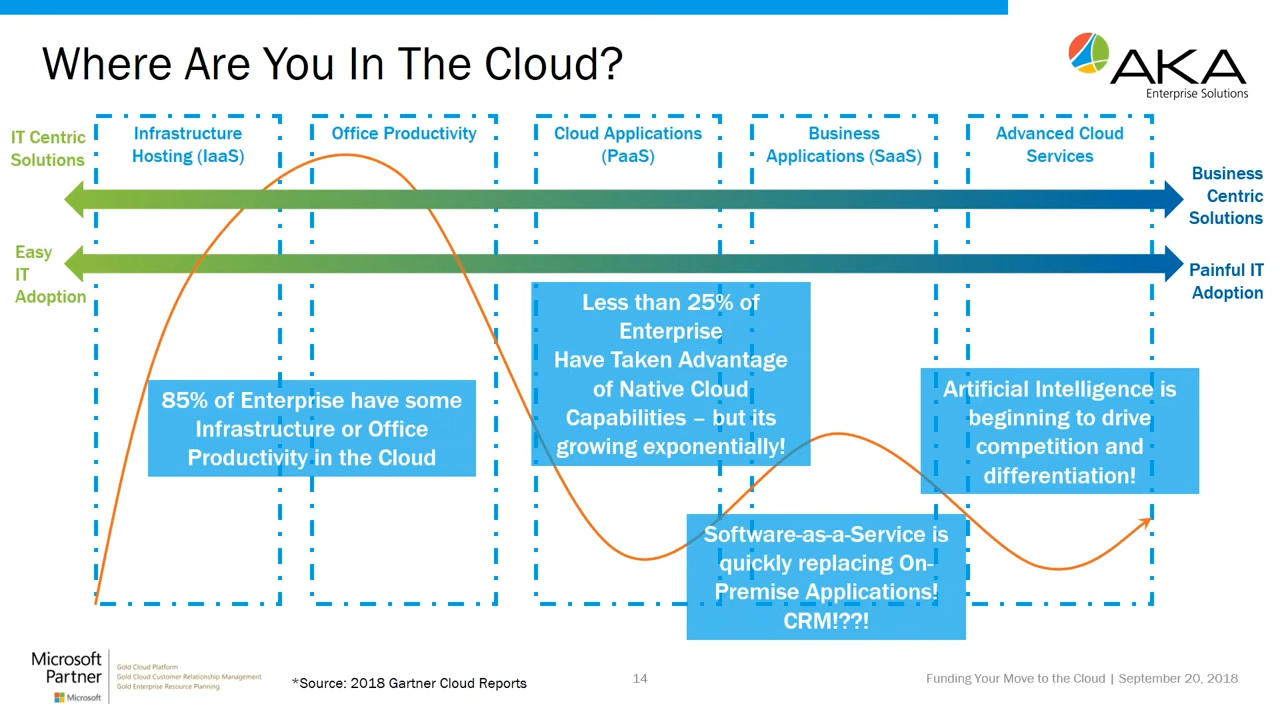 Where Are You In The Cloud?
AKA
Enterprise Solutions
IT Centric
Solutions
Infrastructure
Hosting (IaaS)
Office Productivity
Cloud Applications
(PaaS)
Business
Applications (SaaS)
Advanced Cloud
Services
Business
Centric
Solutions
Easy
IT
Adoption
Painful IT
Adoption
85% of Enterprise have some
Infrastructure or Office
Productivity in the Cloud
Less than 25% of
Enterprise
Have Taken Advantage
of Native Cloud
Capabilities – but its
growing exponentially!
Software-as-a-Service is
quickly replacing On-
Premise Applications!
CRM!??!
Artificial Intelligence is
beginning to drive
competition and
differentiation!
Microsoft
Partner
Microsoft
Gold Cloud Platform
Gold Cloud Customer Relationship Management
Gold Enterprise Resource Planning
*Source: 2018 Gartner Cloud Reports
14
Funding Your Move to the Cloud | September 20, 2018